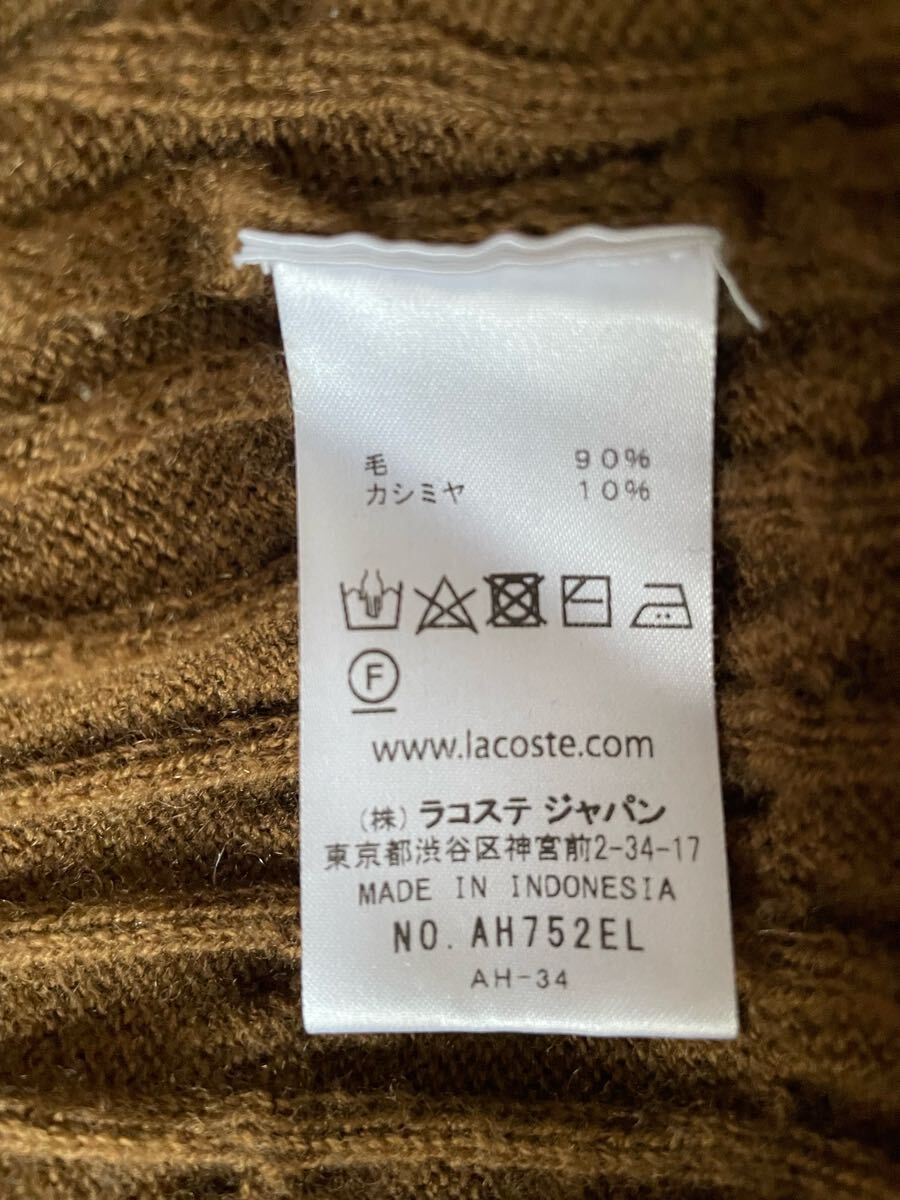 毛 90%
カシミヤ 10%
F
www.lacoste.com
(株) ラコステ ジャパン
東京都渋谷区神宮前2-34-17
MADE IN INDONESIA
NO. AH752EL
AH-34